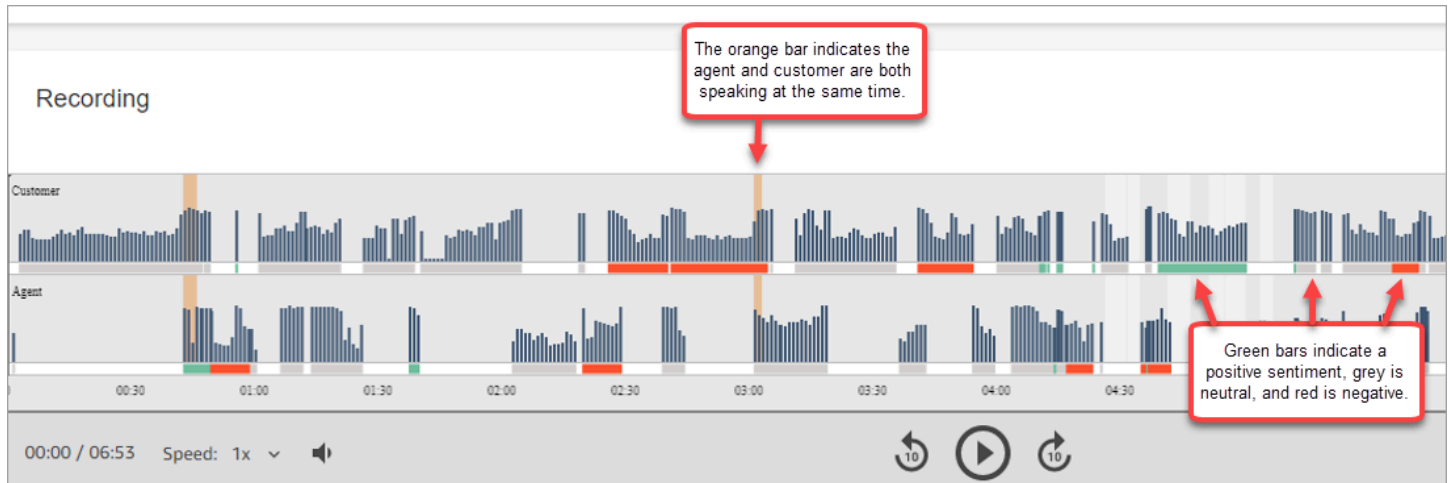 The orange bar indicates the
agent and customer are both
speaking at the same time.
Recording
Customer
Agent
Green bars indicate a
positive sentiment, grey is
neutral, and red is negative.
00:30 01:00 01:30 02:00 02:30 03:00 03:30 04:00 04:30
00:00 / 06:53 Speed: 1x 10 10